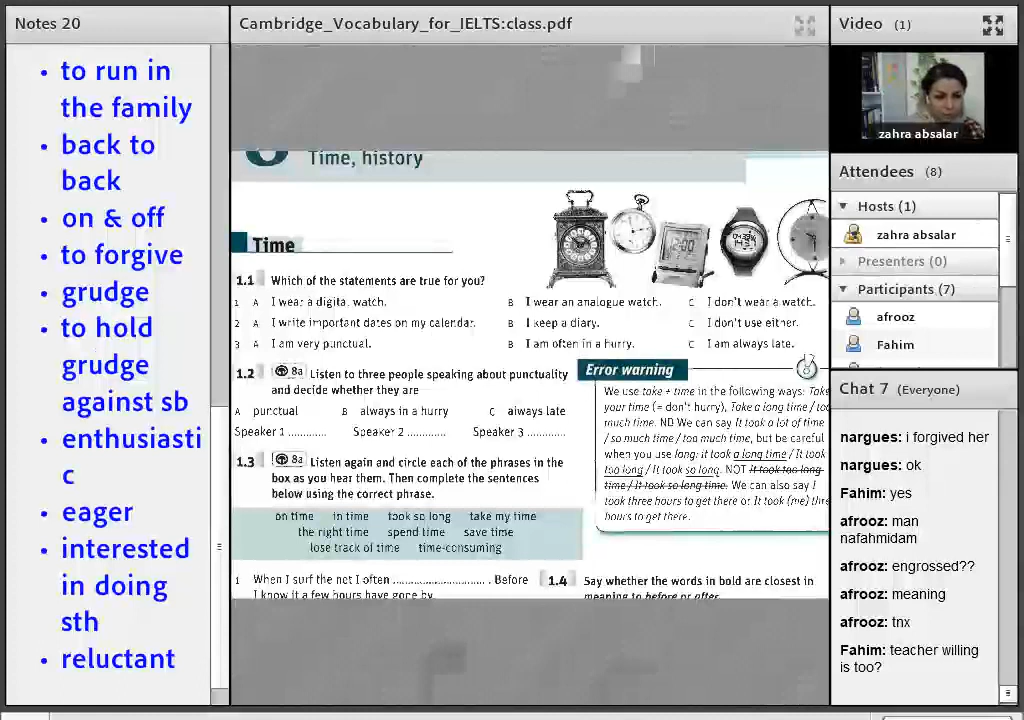 Notes 20
to run in
the family
back to
back
on & off
to forgive
grudge
to hold
grudge
against sb
enthusiasti
c
eager
interested
in doing
sth
reluctant
Cambridge_Vocabulary_for_IELTS:class.pdf
Time, history
Time
1.1 Which of the statements are true for you?
1 A I wear a digital watch. B I wear an analogue watch. C I don't wear a watch.
2 A I write important dates on my calendar. B I keep a diary. C I don't use either.
3 A I am very punctual. B I am often in a hurry. C I am always late.
1.2 8a Listen to three people speaking about punctuality
and decide whether they are
A punctual B always in a hurry C always late
Speaker 1 ............ Speaker 2 ............ Speaker 3 ............
1.3 8a Listen again and circle each of the phrases in the
box as you hear them. Then complete the sentences
below using the correct phrase.
on time in time took so long take my time
the right time spend time save time
lose track of time time-consuming
1 When I surf the net I often ............................ . Before
I know it a few hours have gone by.
Error warning
We use take + time in the following ways: Take
your time (= don't hurry), Take a long time / too
much time. NB We can say It took a lot of time
/ so much time / too much time, but be careful
when you use long: it took a long time / It took
too long / It took so long. NOT It took too long
time / It took so long time. We can also say I
took three hours to get there or It took (me) thre
hours to get there.
1.4 Say whether the words in bold are closest in
meaning to before or after.
Video (1)
zahra absalar
Attendees (8)
Hosts (1)
zahra absalar
Presenters (0)
Participants (7)
afrooz
Fahim
Chat 7 (Everyone)
nargues: i forgived her
nargues: ok
Fahim: yes
afrooz: man
nafahmidam
afrooz: engrossed??
afrooz: meaning
afrooz: tnx
Fahim: teacher willing
is too?